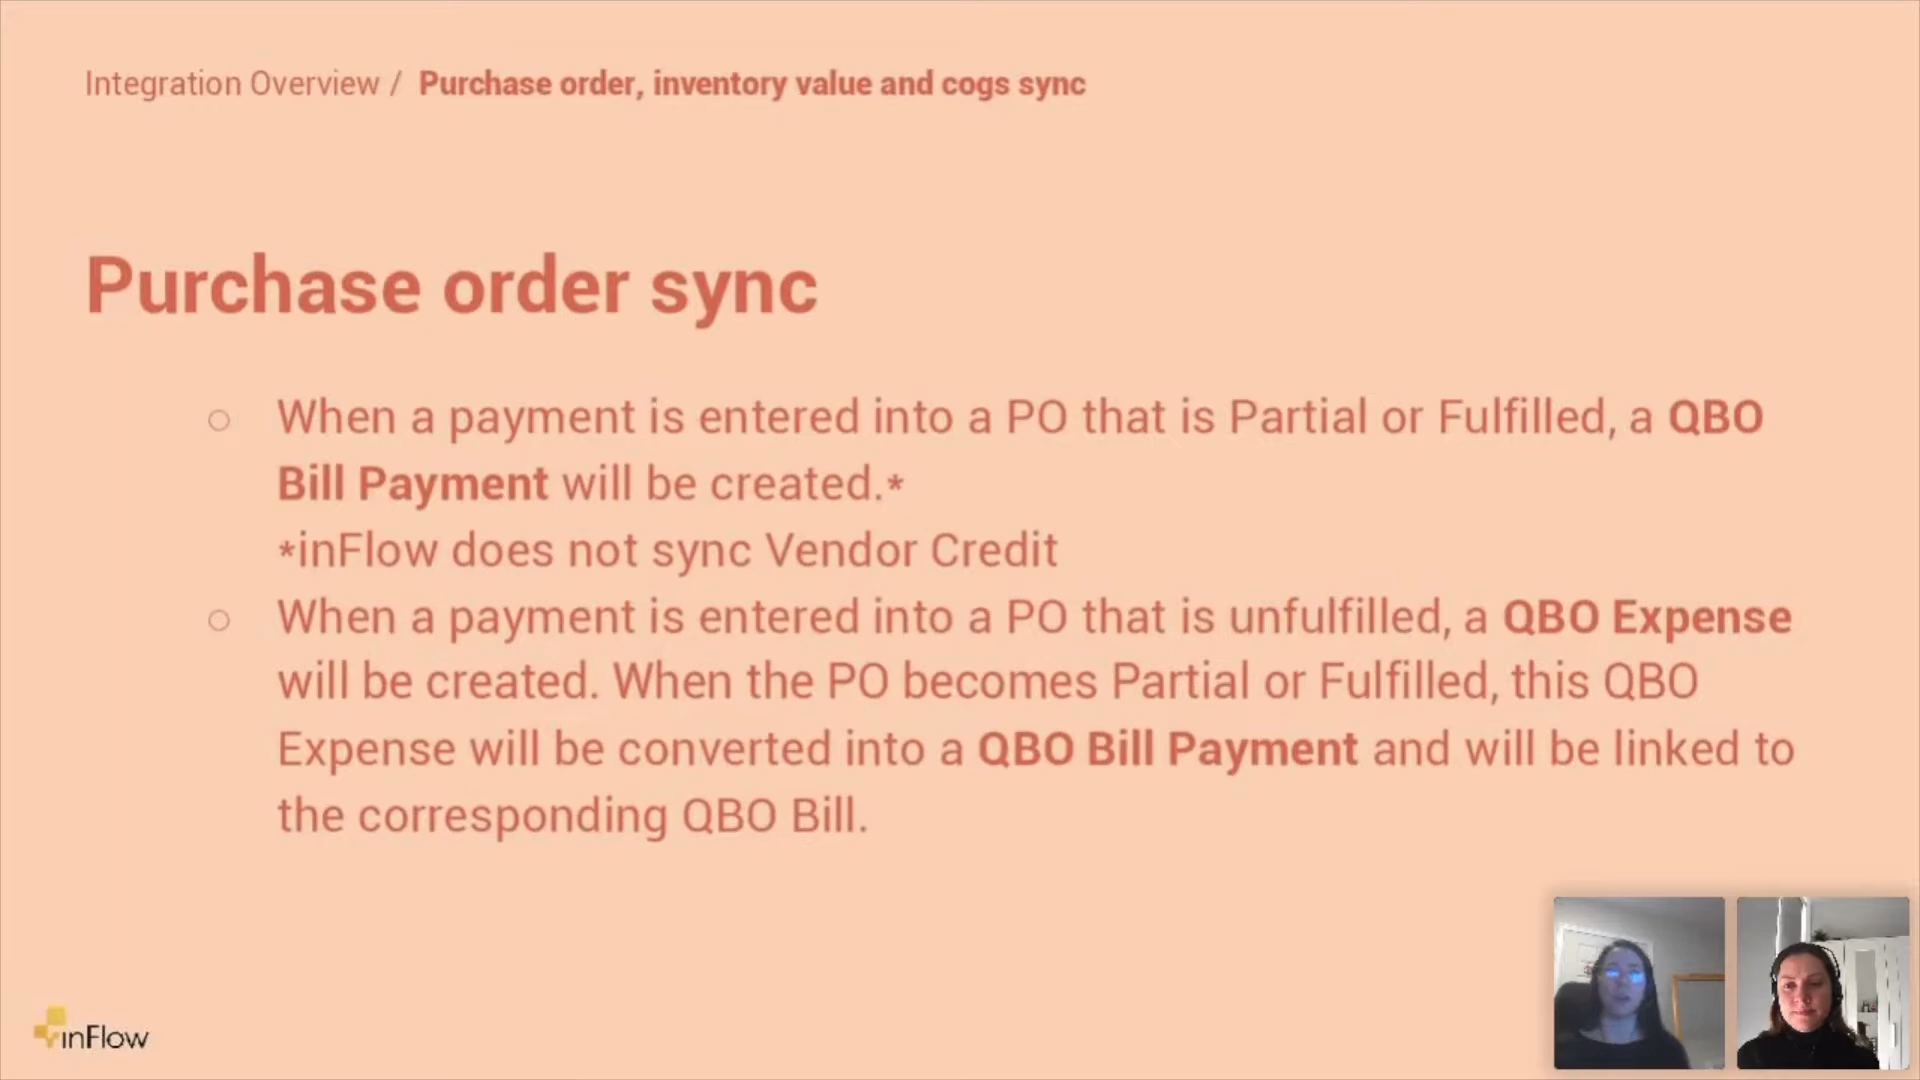 Integration Overview / Purchase order, inventory value and cogs sync
Purchase order sync
When a payment is entered into a PO that is Partial or Fulfilled, a QBO
Bill Payment will be created.*
*inFlow does not sync Vendor Credit
When a payment is entered into a PO that is unfulfilled, a QBO Expense
will be created. When the PO becomes Partial or Fulfilled, this QBO
Expense will be converted into a QBO Bill Payment and will be linked to
the corresponding QBO Bill.
inFlow